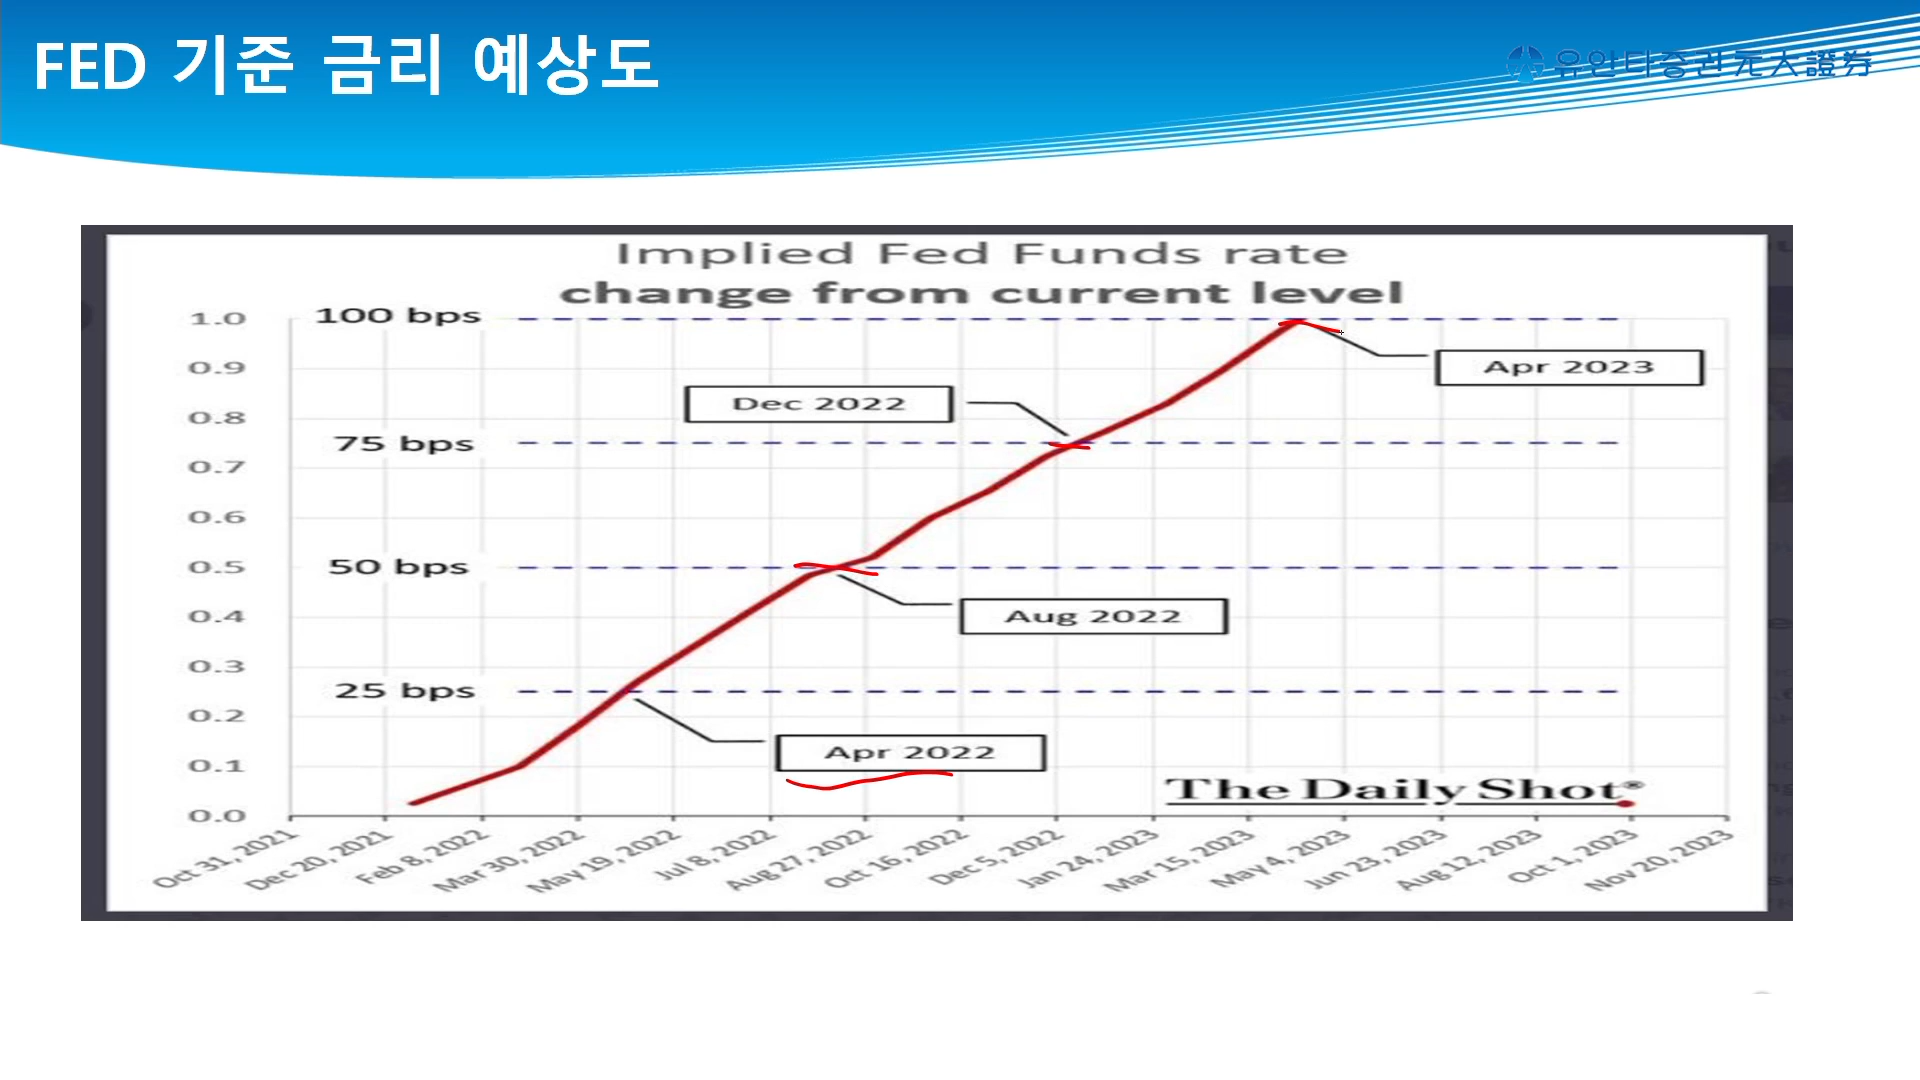 FED 기준 금리 예상도
유안타증권 元大證券
Implied Fed Funds rate
change from current level
1.0
100 bps
0.9
Apr 2023
0.8
Dec 2022
75 bps
0.7
0.6
0.5
50 bps
0.4
Aug 2022
0.3
25 bps
0.2
Apr 2022
0.1
The Daily Shot®
0.0
Oct 31, 2021
Dec 20, 2021
Feb 8, 2022
Mar 30, 2022
May 19, 2022
Jul 8, 2022
Aug 27, 2022
Oct 16, 2022
Dec 5, 2022
Jan 24, 2023
Mar 15, 2023
May 4, 2023
Jun 23, 2023
Aug 12, 2023
Oct 1, 2023
Nov 20, 2023